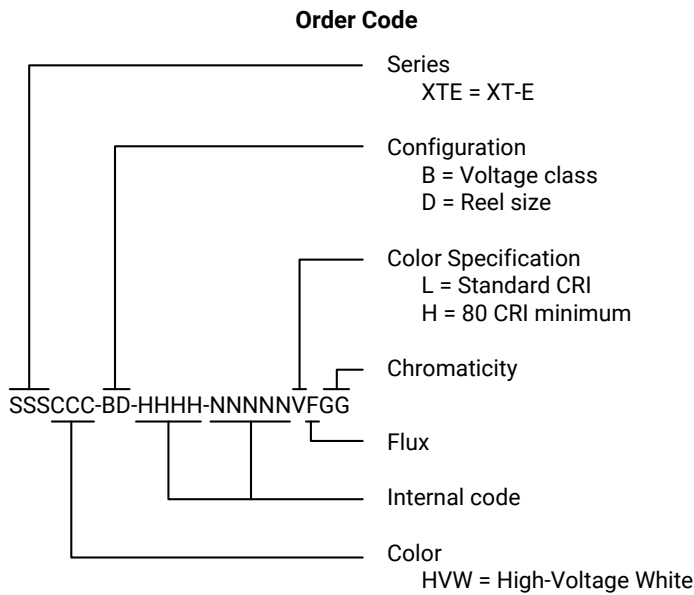 Order Code
Series
XTE = XT-E
Configuration
B = Voltage class
D = Reel size
Color Specification
L = Standard CRI
H = 80 CRI minimum
Chromaticity
SSSCCC-BD-HHHH-NNNNNVFGG
Flux
Internal code
Color
HVW = High-Voltage White